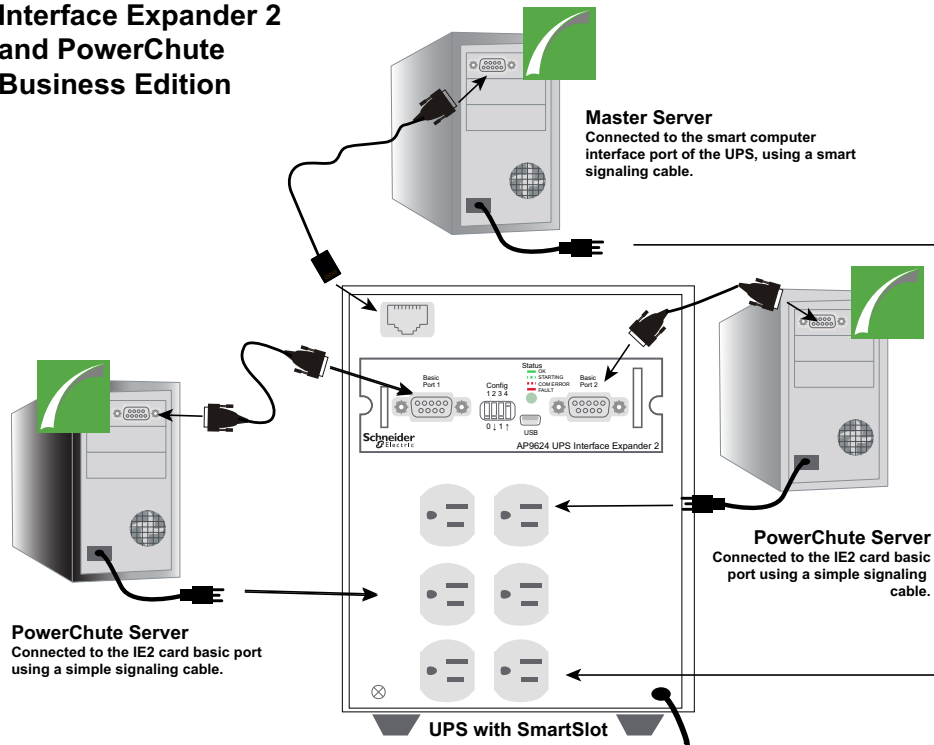 Interface Expander 2
and PowerChute
Business Edition
Master Server
Connected to the smart computer
interface port of the UPS, using a smart
signaling cable.
Basic
Port 1
Config
1 2 3 4
0 ↓ 1 ↑
Status
OK
STARTING
COM ERROR
FAULT
USB
Basic
Port 2
Schneider
Electric
AP9624 UPS Interface Expander 2
PowerChute Server
Connected to the IE2 card basic
port using a simple signaling
cable.
PowerChute Server
Connected to the IE2 card basic port
using a simple signaling cable.
UPS with SmartSlot